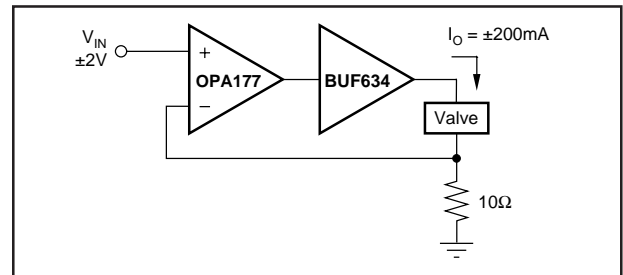 V_IN
±2V
+
OPA177
–
BUF634
I_O = ±200mA
Valve
10Ω